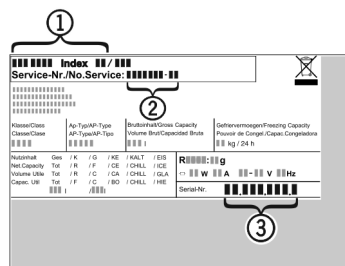 1
Index /
Service-Nr./No.Service: -
2
Klasse/Class
Classe/Clase
Ap-Typ/AP-Type
AP-Type/AP-Tipo
Bruttoinhalt/Gross Capacity
Volume Brut/Capacidad Brute
l
Gefriervermoegen/Freezing Capacity
Pouvoir de Congel./Capac.Congeladora
kg / 24 h
Nutzinhalt Ges / K / G / KE / KALT / EIS
Net.Capacity Tot / R / F / CE / CHILL / ICE
Volume Utile Tot / R / C / CA / CHILL / GLA
Capac. Util Tot / F / C / BO / CHILL / HIE
l / l
R : g
W A - V Hz
Serial-Nr. . . .
3